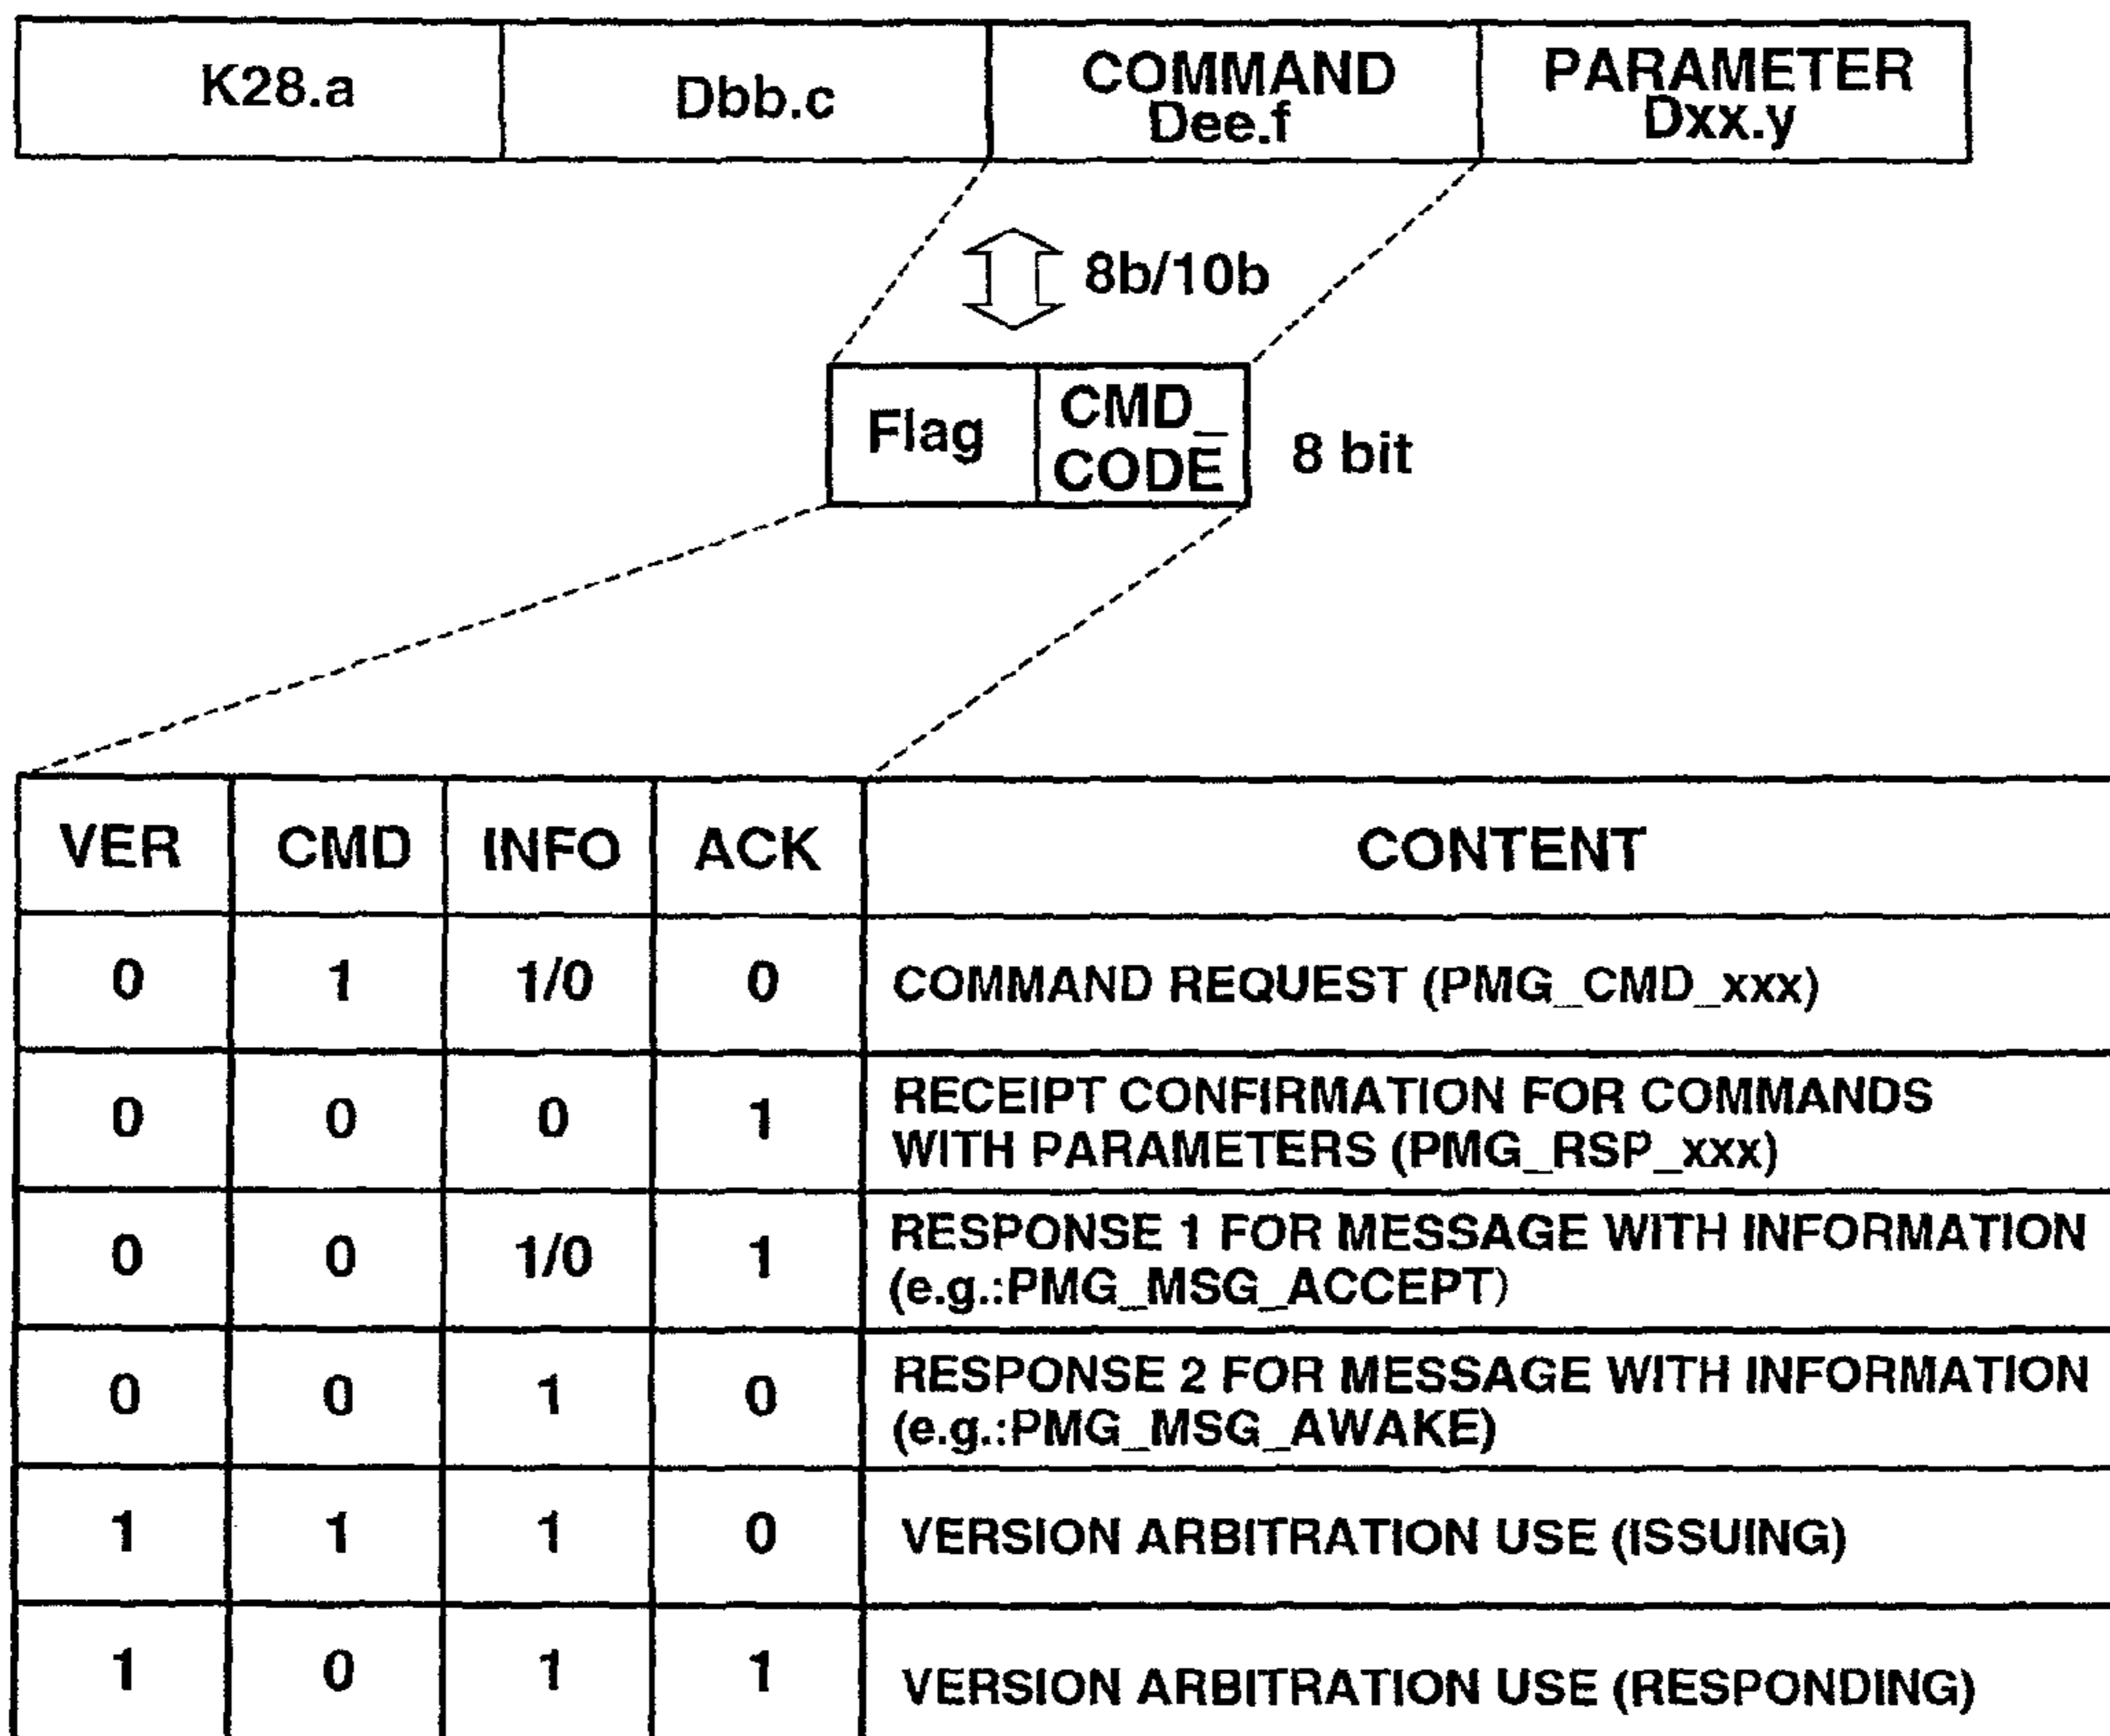 K28.a Dbb.c COMMAND PARAMETER
Dee.f Dxx.y
8b/10b
Flag CMD_
CODE 8 bit
VER CMD INFO ACK CONTENT
0 1 1/0 0 COMMAND REQUEST (PMG_CMD_xxx)
0 0 0 1 RECEIPT CONFIRMATION FOR COMMANDS
WITH PARAMETERS (PMG_RSP_xxx)
0 0 1/0 1 RESPONSE 1 FOR MESSAGE WITH INFORMATION
(e.g.:PMG_MSG_ACCEPT)
0 0 1 0 RESPONSE 2 FOR MESSAGE WITH INFORMATION
(e.g.:PMG_MSG_AWAKE)
1 1 1 0 VERSION ARBITRATION USE (ISSUING)
1 0 1 1 VERSION ARBITRATION USE (RESPONDING)